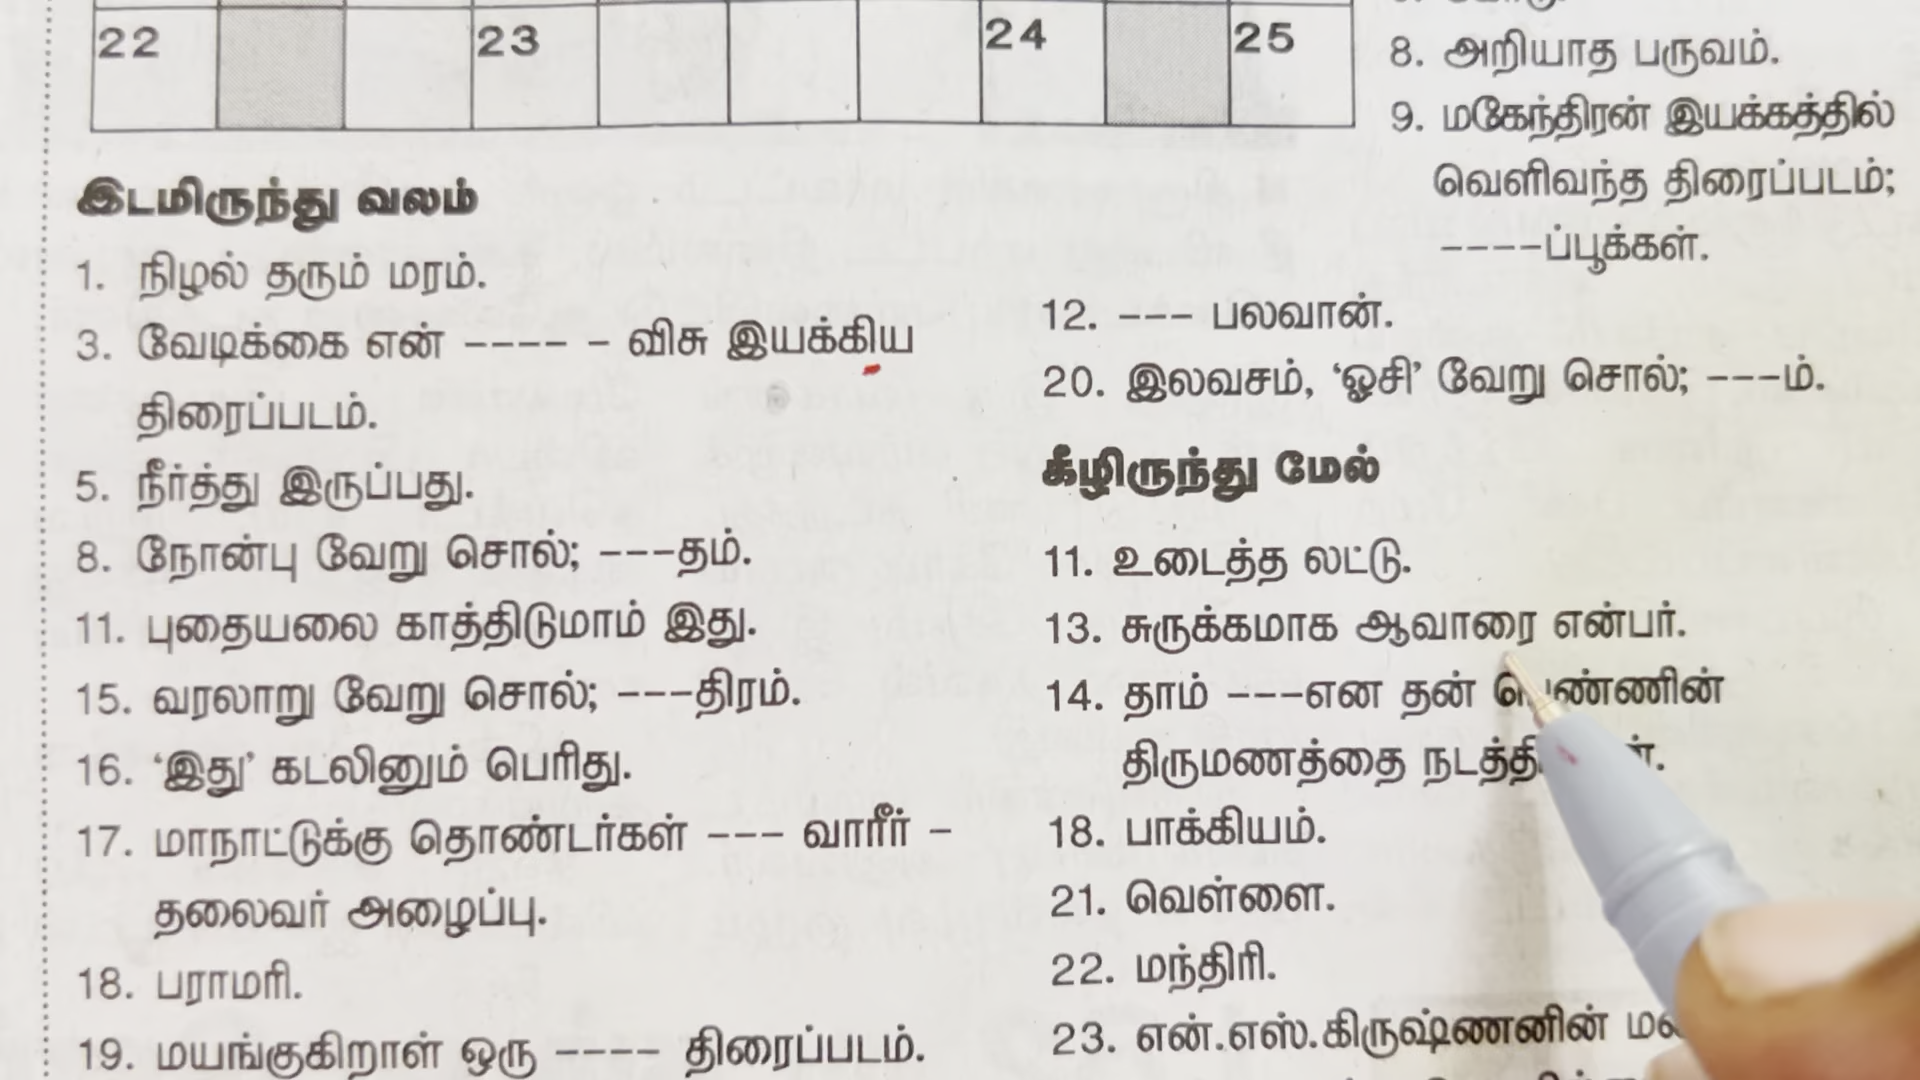 22 23 24 25
இடமிருந்து வலம்
1. நிழல் தரும் மரம்.
3. வேடிக்கை என் ---- – விசு இயக்கிய
திரைப்படம்.
5. நீர்த்து இருப்பது.
8. நோன்பு வேறு சொல்; ---தம்.
11. புதையலை காத்திடுமாம் இது.
15. வரலாறு வேறு சொல்; ---திரம்.
16. ‘இது’ கடலினும் பெரிது.
17. மாநாட்டுக்கு தொண்டர்கள் --- வாரீர் –
தலைவர் அழைப்பு.
18. பராமரி.
19. மயங்குகிறாள் ஒரு ---- திரைப்படம்.
8. அறியாத பருவம்.
9. மகேந்திரன் இயக்கத்தில்
வெளிவந்த திரைப்படம்;
----ப்பூக்கள்.
12. --- பலவான்.
20. இலவசம், ‘ஓசி’ வேறு சொல்; ---ம்.
கீழிருந்து மேல்
11. உடைத்த லட்டு.
13. சுருக்கமாக ஆவாரை என்பர்.
14. தாம் ---என தன்
திருமணத்தை
18. பாக்கியம்.
21. வெள்ளை.
22. மந்திரி.
23. என்.எஸ்.கிருஷ்ணனின்